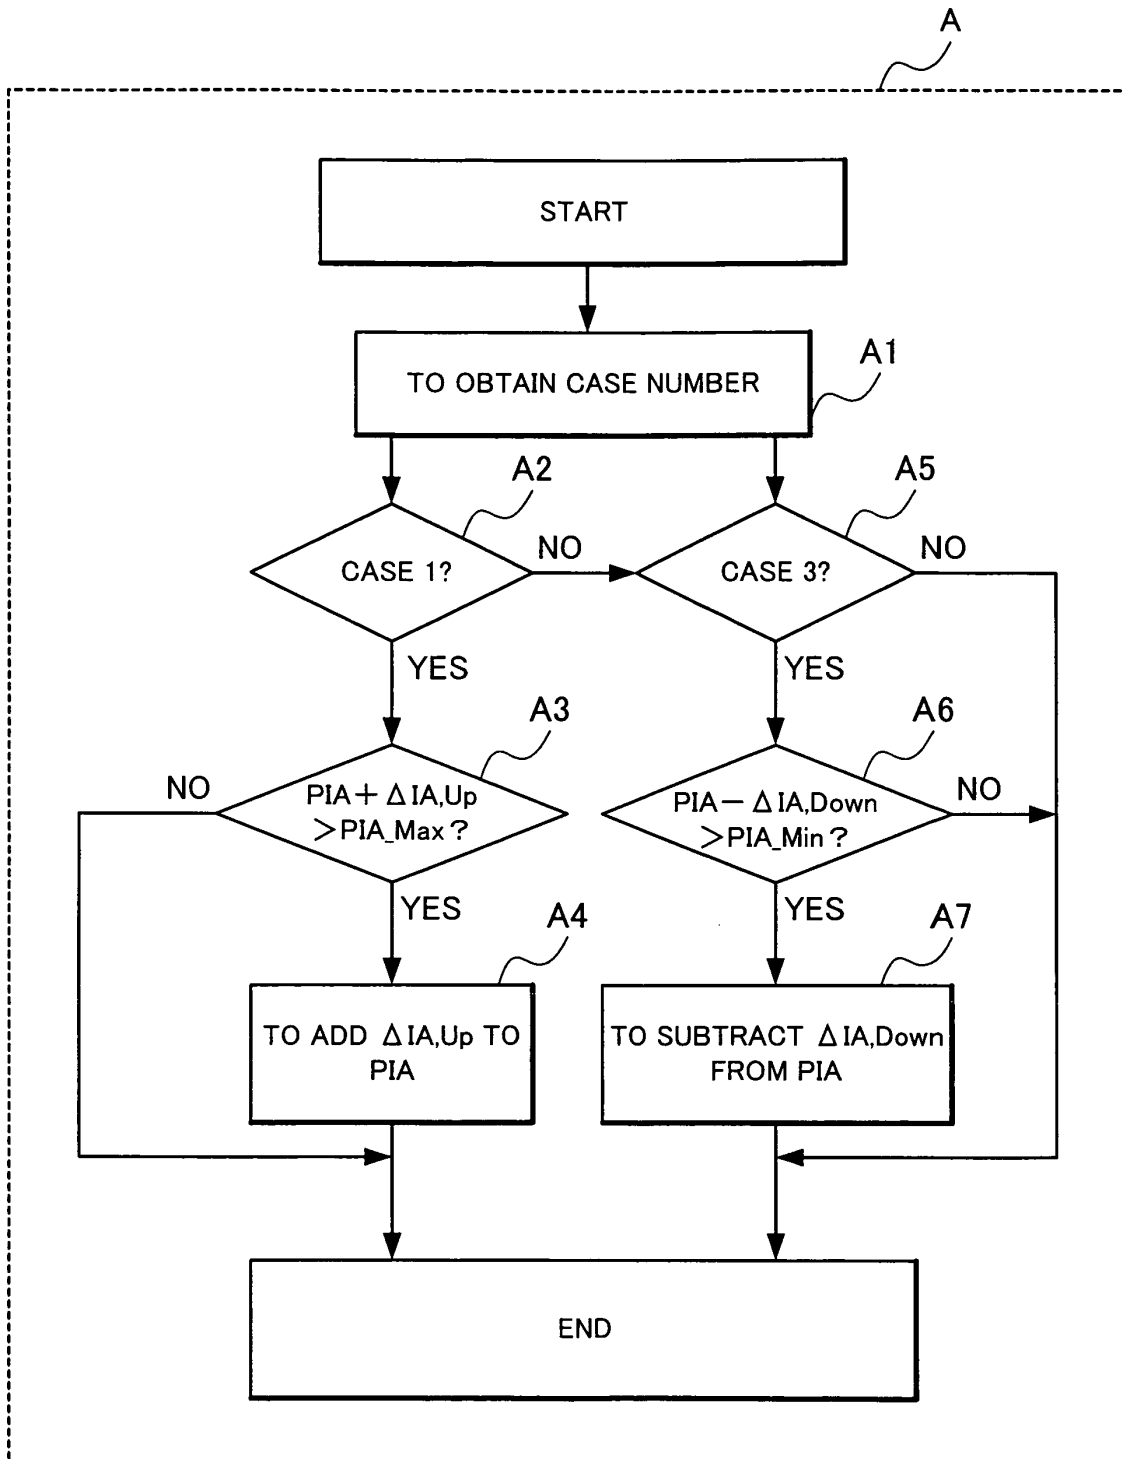 A
START
TO OBTAIN CASE NUMBER
A1
A2
A5
CASE 1?
NO
CASE 3?
NO
YES
YES
A3
A6
NO
PIA+ΔIA,Up
>PIA_Max?
PIA−ΔIA,Down
>PIA_Min?
NO
YES
YES
A4
A7
TO ADD ΔIA,Up TO
PIA
TO SUBTRACT ΔIA,Down
FROM PIA
END